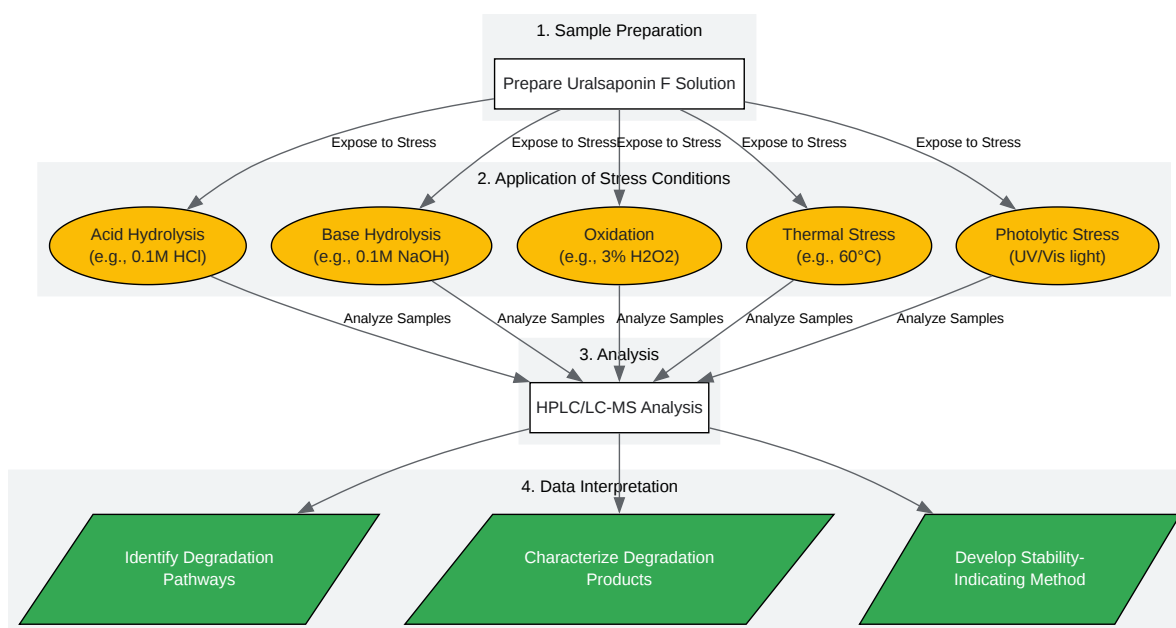 1. Sample Preparation
Prepare Uralsaponin F Solution
Expose to Stress
Expose to Stress
Expose to Stress
Expose to Stress
Expose to Stress
2. Application of Stress Conditions
Acid Hydrolysis
(e.g., 0.1M HCl)
Base Hydrolysis
(e.g., 0.1M NaOH)
Oxidation
(e.g., 3% H2O2)
Thermal Stress
(e.g., 60°C)
Photolytic Stress
(UV/Vis light)
Analyze Samples
Analyze Samples
Analyze Samples
Analyze Samples
Analyze Samples
3. Analysis
HPLC/LC-MS Analysis
4. Data Interpretation
Identify Degradation
Pathways
Characterize Degradation
Products
Develop Stability-
Indicating Method